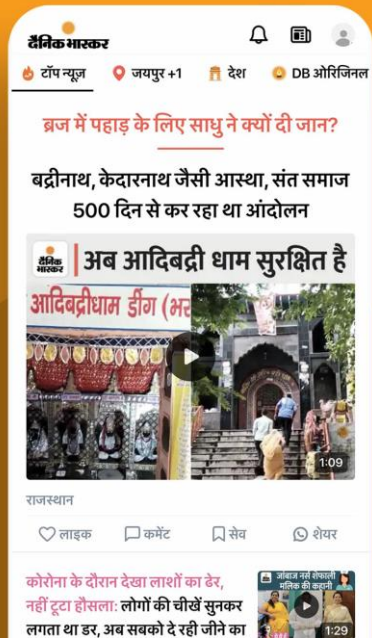 दैनिक भास्कर
टॉप न्यूज़ जयपुर +1 देश DB ओरिजिनल
ब्रज में पहाड़ के लिए साधु ने क्यों दी जान?
बद्रीनाथ, केदारनाथ जैसी आस्था, संत समाज
500 दिन से कर रहा था आंदोलन
दैनिक भास्कर
अब आदिबद्री धाम सुरक्षित है
आदिबद्रीधाम डीग (भर
1:09
राजस्थान
लाइक कमेंट सेव शेयर
कोरोना के दौरान देखा लाशों का ढेर,
नहीं टूटा हौसला: लोगों की चीखें सुनकर
लगता था डर, अब सबको दे रही जीने का
जांबाज नर्स शेफाली
मलिक की कहानी
1:29